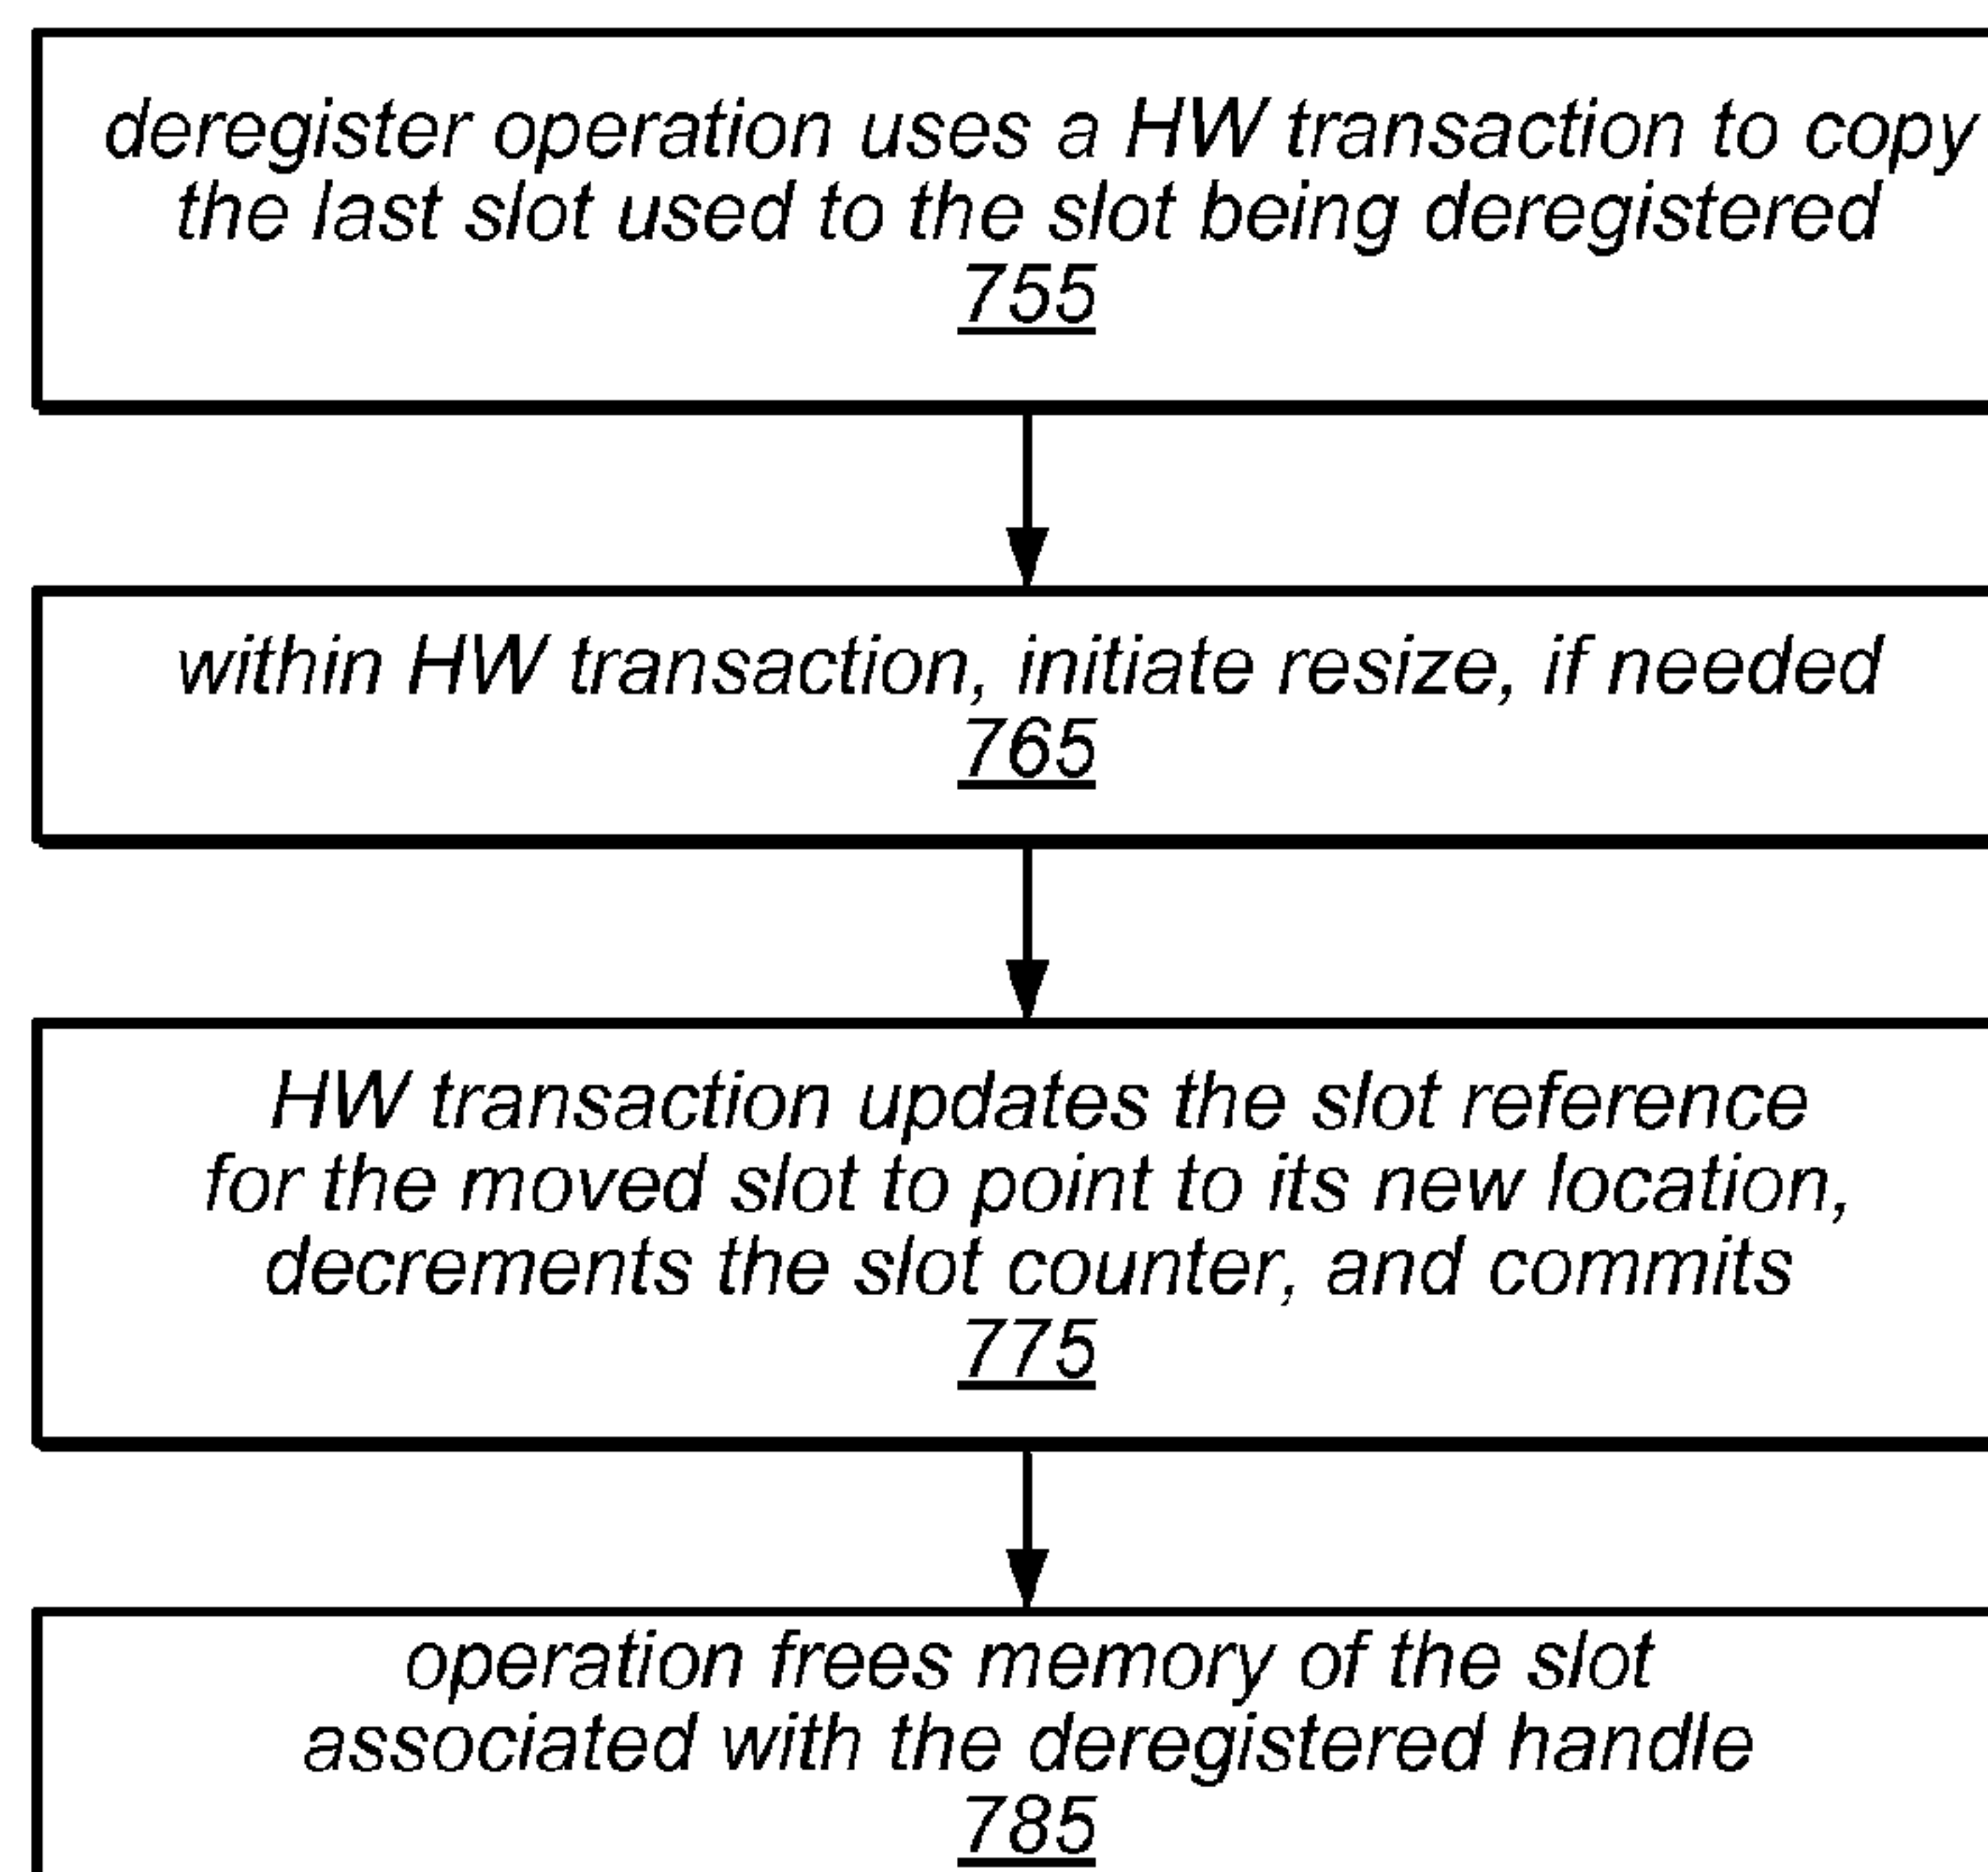 deregister operation uses a HW transaction to copy
the last slot used to the slot being deregistered
755
within HW transaction, initiate resize, if needed
765
HW transaction updates the slot reference
for the moved slot to point to its new location,
decrements the slot counter, and commits
775
operation frees memory of the slot
associated with the deregistered handle
785